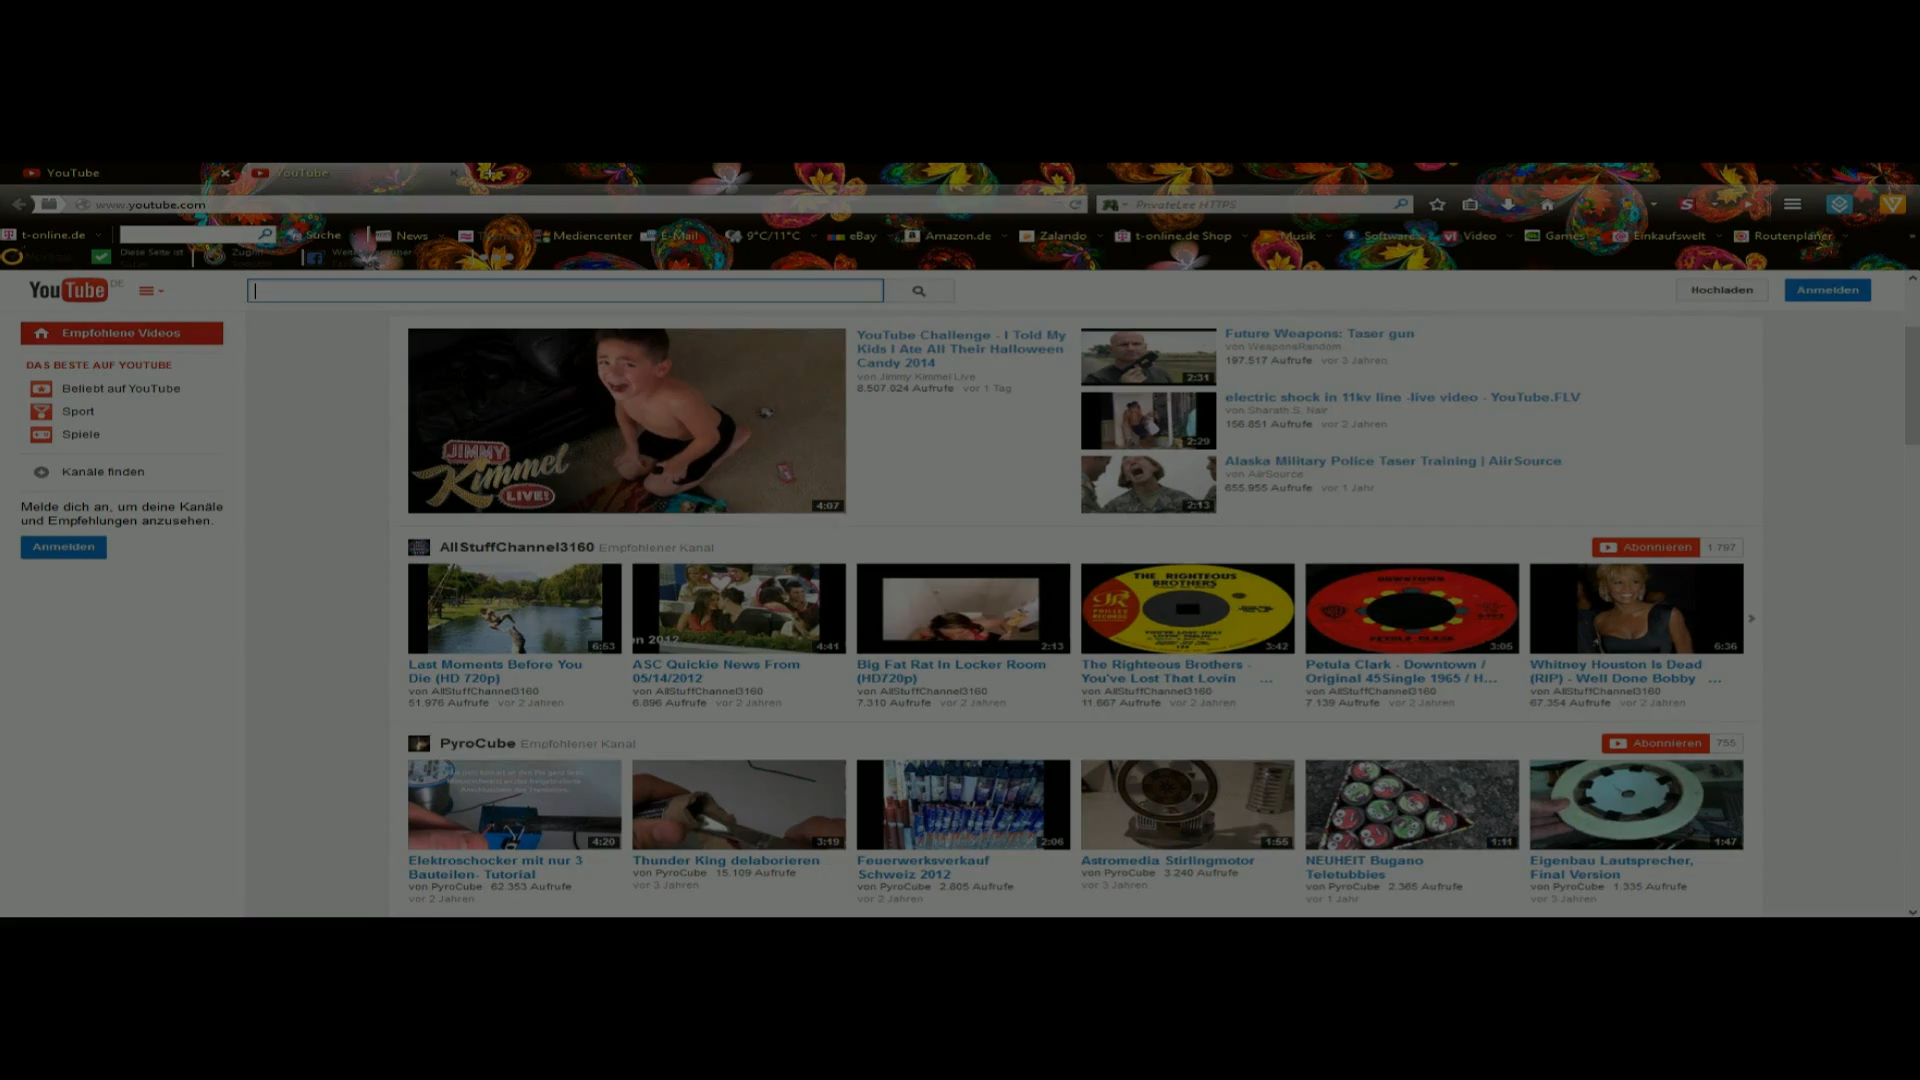 YouTube
YouTube
www.youtube.com
PrivateLee HTTPS
t-online.de
Suche
News
Mediencenter
E-Mail
9°C/11°C
eBay
Amazon.de
Zalando
t-online.de Shop
Musik
Software
Video
Games
Einkaufswelt
Routenplaner
Diese Seite ist
YouTube DE
Hochladen
Anmelden
Empfohlene Videos
DAS BESTE AUF YOUTUBE
Beliebt auf YouTube
Sport
Spiele
Kanäle finden
Melde dich an, um deine Kanäle
und Empfehlungen anzusehen.
Anmelden
JIMMY
Kimmel
LIVE!
4:07
YouTube Challenge - I Told My
Kids I Ate All Their Halloween
Candy 2014
von Jimmy Kimmel Live
8.507.024 Aufrufe vor 1 Tag
2:31
Future Weapons: Taser gun
von WeaponsRandom
197.517 Aufrufe vor 3 Jahren
2:29
electric shock in 11kv line -live video - YouTube.FLV
von Sharath.S. Nair
156.851 Aufrufe vor 2 Jahren
2:13
Alaska Military Police Taser Training | AiirSource
von AiirSource
655.955 Aufrufe vor 1 Jahr
AllStuffChannel3160 Empfohlener Kanal
Abonnieren 1.797
6:53
n 2012
4:41
2:13
THE RIGHTEOUS
BROTHERS
3:42
DOWNTOWN
PETULA CLARK
3:05
6:36
Last Moments Before You
Die (HD 720p)
von AllStuffChannel3160
51.976 Aufrufe vor 2 Jahren
ASC Quickie News From
05/14/2012
von AllStuffChannel3160
6.896 Aufrufe vor 2 Jahren
Big Fat Rat In Locker Room
(HD720p)
von AllStuffChannel3160
7.310 Aufrufe vor 2 Jahren
The Righteous Brothers -
You've Lost That Lovin ...
von AllStuffChannel3160
11.667 Aufrufe vor 2 Jahren
Petula Clark - Downtown /
Original 45Single 1965 / H...
von AllStuffChannel3160
7.139 Aufrufe vor 2 Jahren
Whitney Houston Is Dead
(RIP) - Well Done Bobby ...
von AllStuffChannel3160
67.354 Aufrufe vor 2 Jahren
PyroCube Empfohlener Kanal
Abonnieren 755
4:20
3:19
2:06
1:55
1:11
1:47
Elektroschocker mit nur 3
Bauteilen- Tutorial
von PyroCube 62.353 Aufrufe
vor 2 Jahren
Thunder King delaborieren
von PyroCube 15.109 Aufrufe
vor 3 Jahren
Feuerwerksverkauf
Schweiz 2012
von PyroCube 2.805 Aufrufe
vor 2 Jahren
Astromedia Stirlingmotor
von PyroCube 3.240 Aufrufe
vor 3 Jahren
NEUHEIT Bugano
Teletubbies
von PyroCube 2.365 Aufrufe
vor 1 Jahr
Eigenbau Lautsprecher,
Final Version
von PyroCube 1.335 Aufrufe
vor 3 Jahren